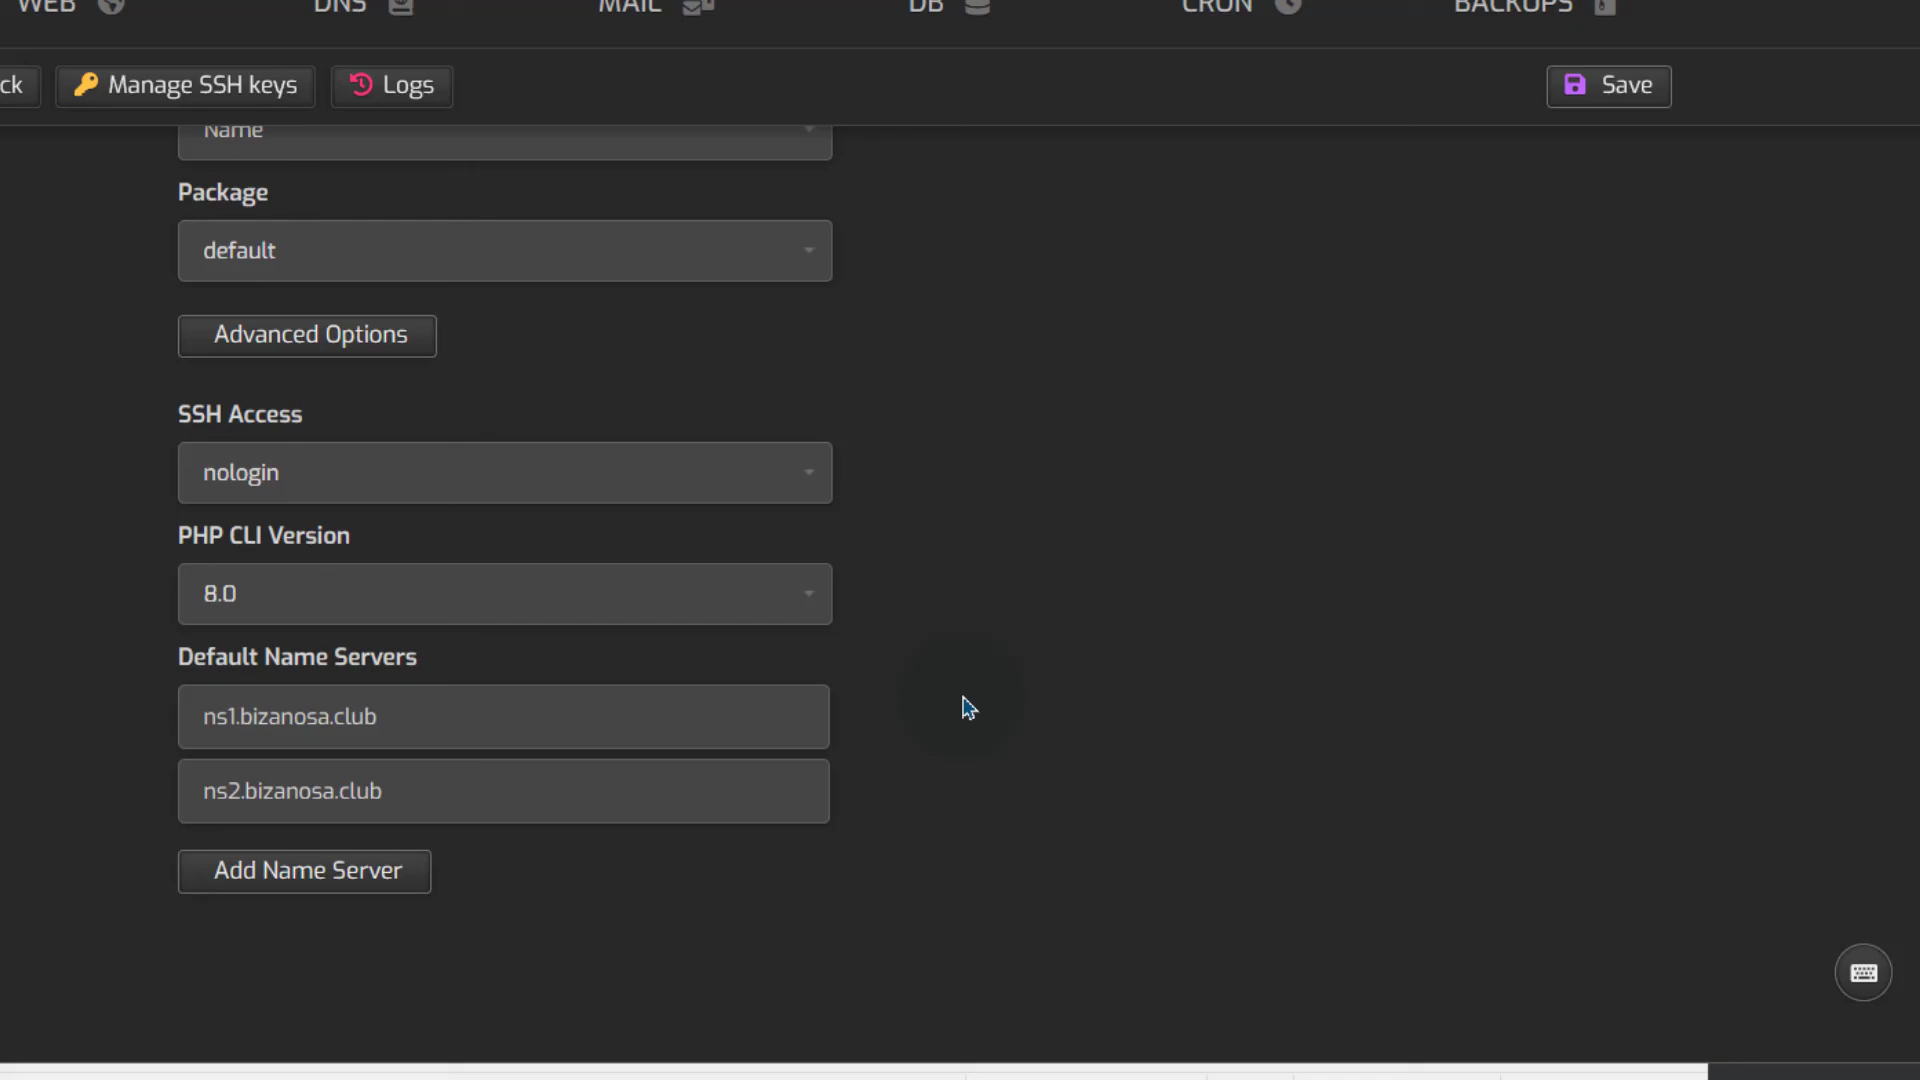 WEB DNS MAIL DB CRON BACKUPS
ck Manage SSH keys Logs Save
Name
Package
default
Advanced Options
SSH Access
nologin
PHP CLI Version
8.0
Default Name Servers
ns1.bizanosa.club
ns2.bizanosa.club
Add Name Server